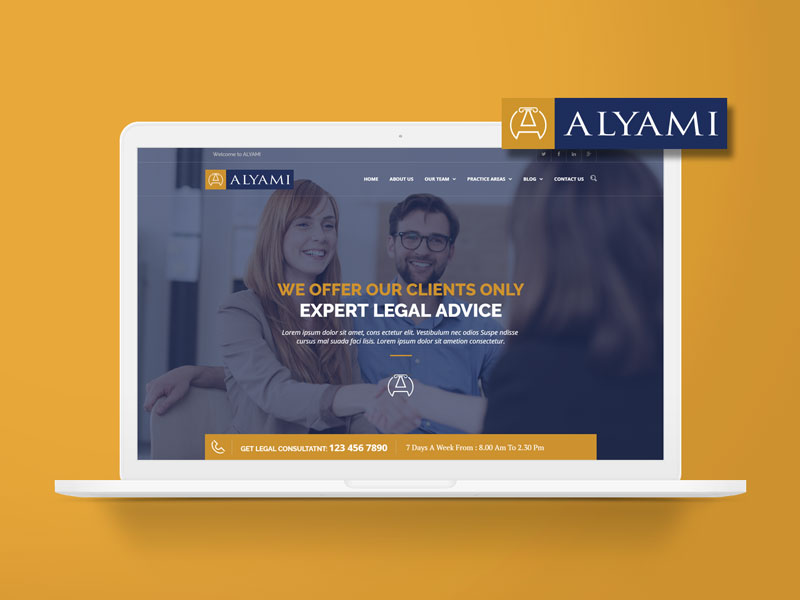 ALYAMI
Welcome to ALYAMI
ALYAMI
HOME ABOUT US OUR TEAM PRACTICE AREAS BLOG CONTACT US
WE OFFER OUR CLIENTS ONLY
EXPERT LEGAL ADVICE
Lorem ipsum dolor sit amet, cons ectetur elit. Vestibulum nec odios Suspe ndisse
cursus mal suada faci lisis. Lorem ipsum dolor sit ametion consectetur.
GET LEGAL CONSULTATNT: 123 456 7890
7 Days A Week From : 8.00 Am To 2.30 Pm